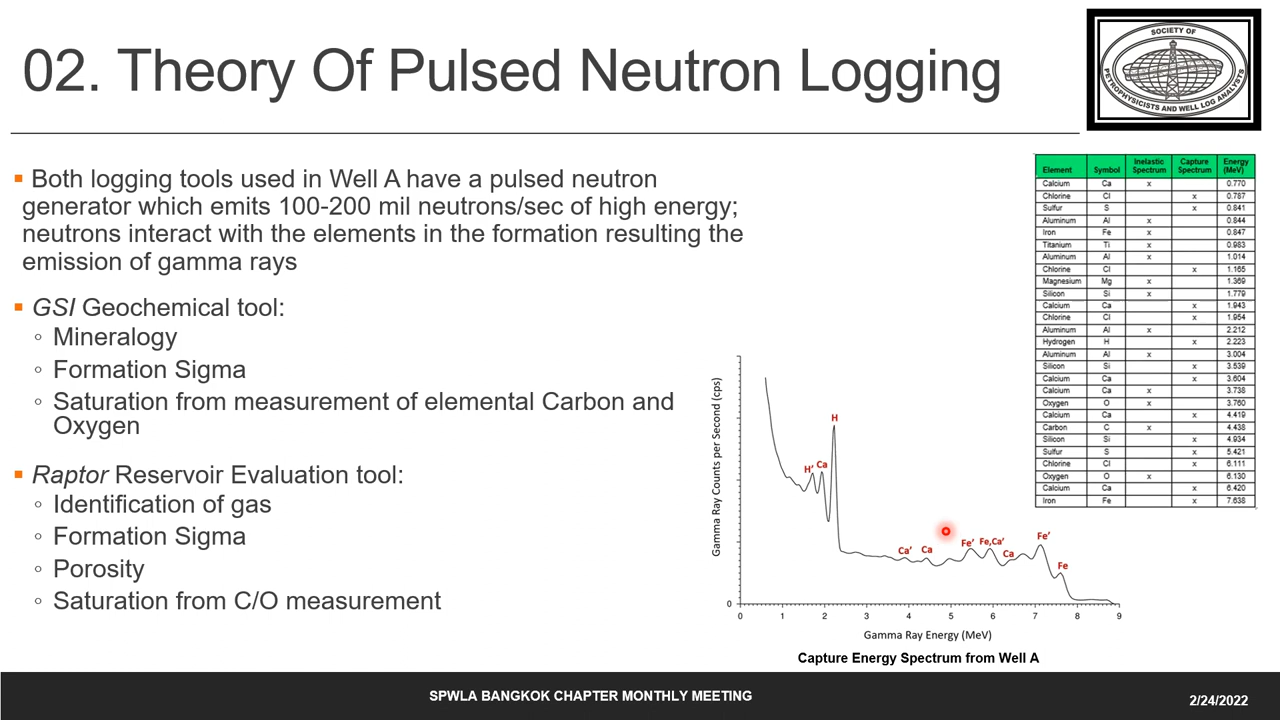 02. Theory Of Pulsed Neutron Logging
SOCIETY OF
PETROPHYSICISTS AND WELL LOG ANALYSTS
▪ Both logging tools used in Well A have a pulsed neutron
generator which emits 100-200 mil neutrons/sec of high energy;
neutrons interact with the elements in the formation resulting the
emission of gamma rays
▪ GSI Geochemical tool:
◦ Mineralogy
◦ Formation Sigma
◦ Saturation from measurement of elemental Carbon and
Oxygen
▪ Raptor Reservoir Evaluation tool:
◦ Identification of gas
◦ Formation Sigma
◦ Porosity
◦ Saturation from C/O measurement
Element Symbol Inelastic Spectrum Capture Spectrum Energy (MeV)
Calcium Ca x 0.770
Chlorine Cl x 0.787
Sulfur S x 0.841
Aluminum Al x 0.844
Iron Fe x 0.847
Titanium Ti x 0.983
Aluminum Al x 1.014
Chlorine Cl x 1.165
Magnesium Mg x 1.369
Silicon Si x 1.779
Calcium Ca x 1.943
Chlorine Cl x 1.954
Aluminum Al x 2.212
Hydrogen H x 2.223
Aluminum Al x 3.004
Silicon Si x 3.539
Calcium Ca x 3.604
Calcium Ca x 3.736
Oxygen O x 3.760
Calcium Ca x 4.419
Carbon C x 4.438
Silicon Si x 4.934
Sulfur S x 5.421
Chlorine Cl x 6.111
Oxygen O x 6.130
Calcium Ca x 6.420
Iron Fe x 7.638
Gamma Ray Counts per Second (cps)
H' Ca H Ca' Ca Fe' Fe,Ca' Ca Fe' Fe
0
0 1 2 3 4 5 6 7 8 9
Gamma Ray Energy (MeV)
Capture Energy Spectrum from Well A
SPWLA BANGKOK CHAPTER MONTHLY MEETING
2/24/2022